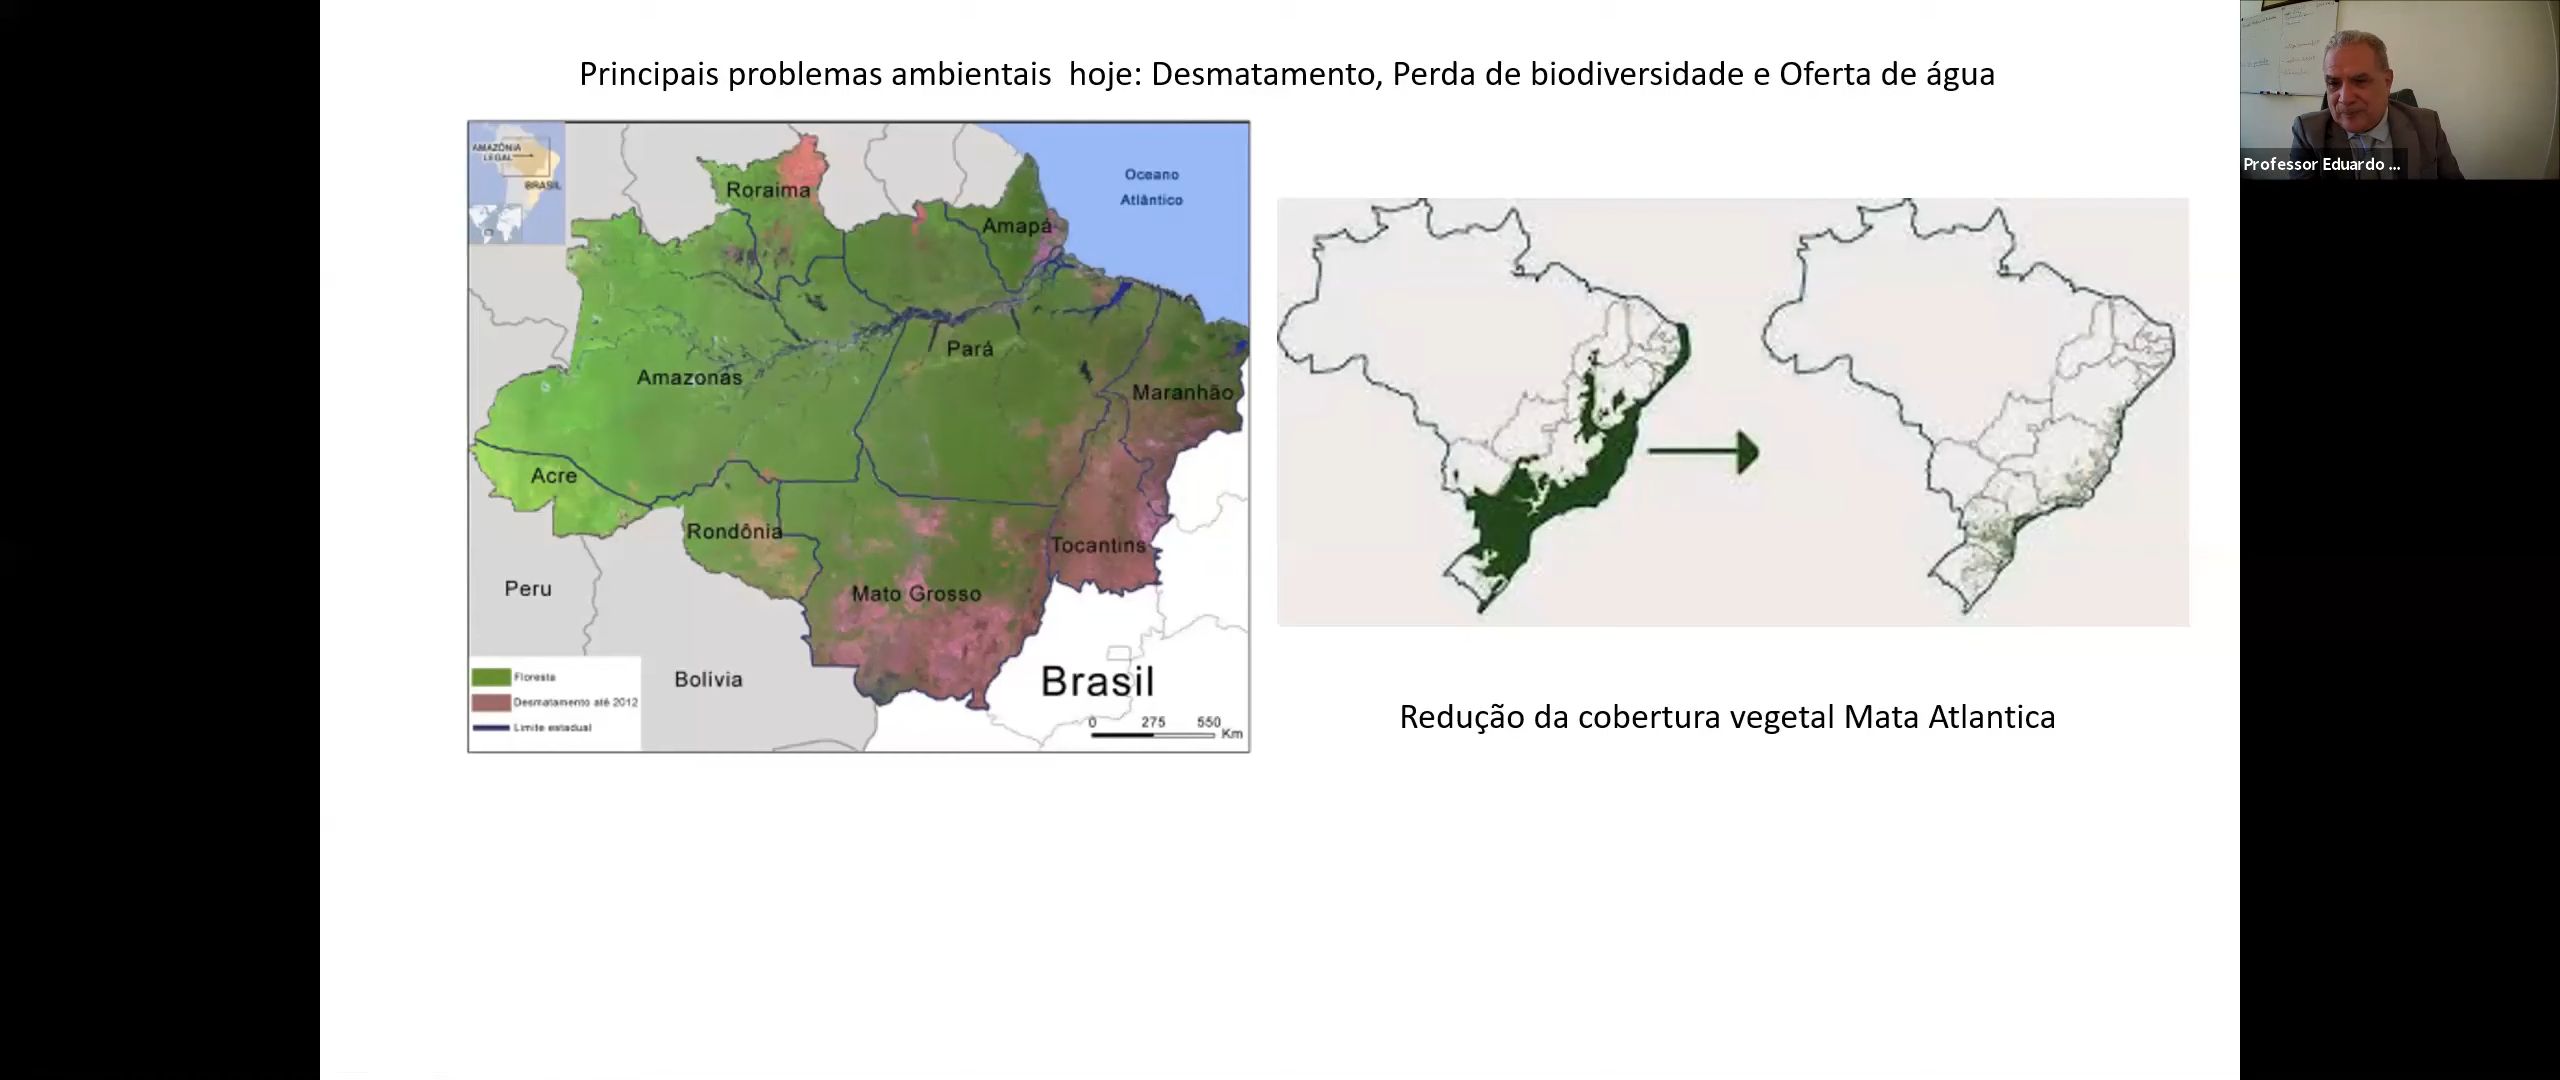 Principais problemas ambientais  hoje: Desmatamento, Perda de biodiversidade e Oferta de água
Professor Eduardo ...
AMAZÔNIA
LEGAL
BRASIL
Oceano
Atlântico
Roraima
Amapá
Pará
Amazonas
Maranhão
Acre
Rondônia
Tocantins
Mato Grosso
Peru
Bolívia
Brasil
Floresta
Desmatamento até 2012
Limite estadual
0 275 550
Km
Redução da cobertura vegetal Mata Atlantica